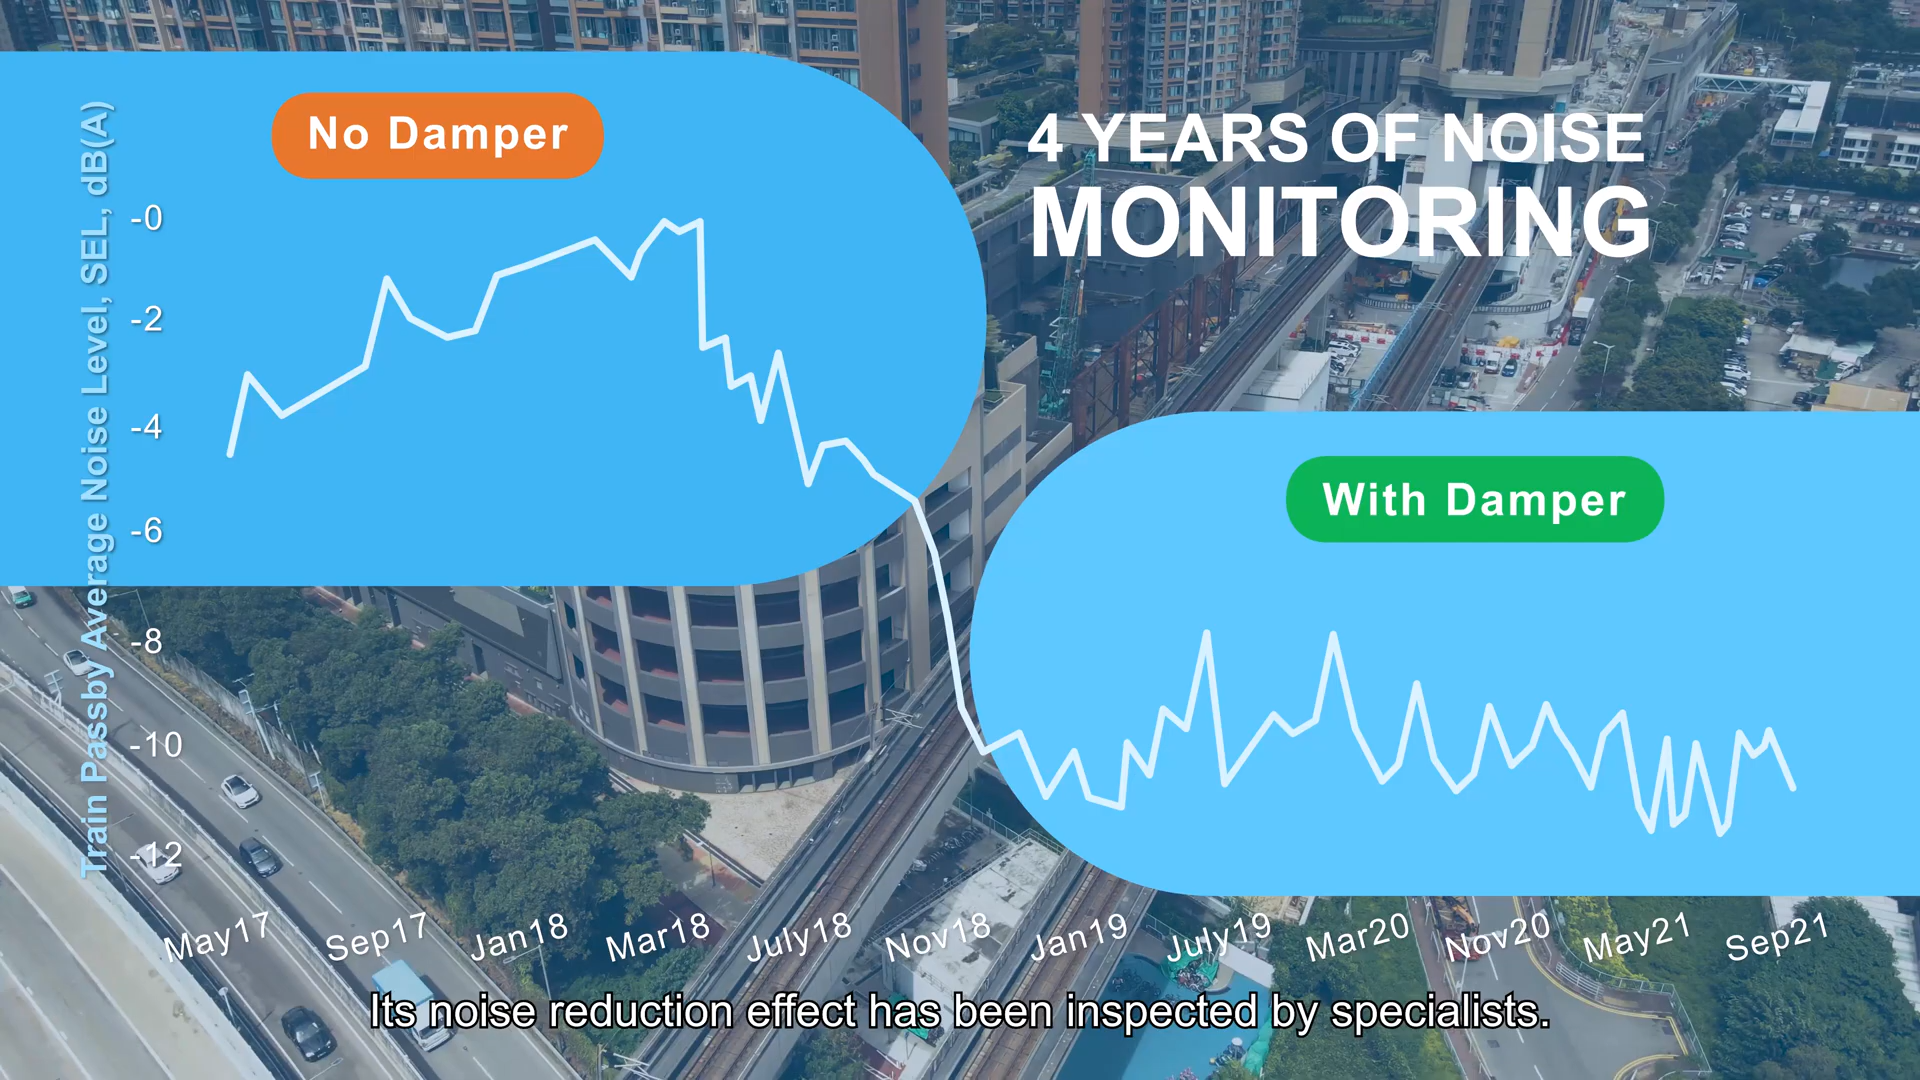 No Damper
4 YEARS OF NOISE
MONITORING
Train Passby Average Noise Level, SEL, dB(A)
-0
-2
-4
-6
-8
-10
-12
With Damper
May17 Sep17 Jan18 Mar18 July18 Nov18 Jan19 July19 Mar20 Nov20 May21 Sep21
Its noise reduction effect has been inspected by specialists.